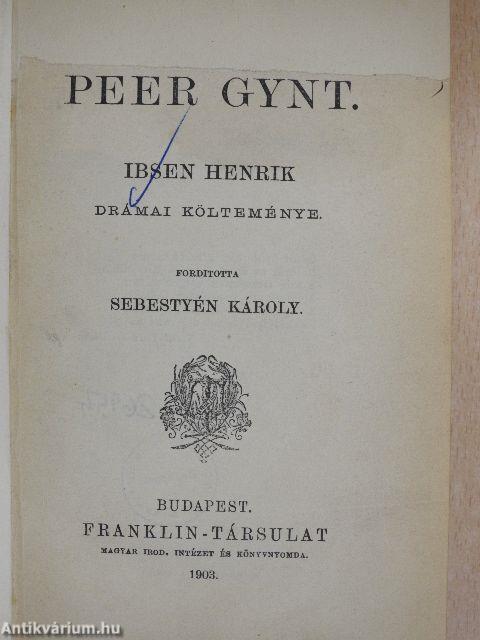 PEER GYNT.
IBSEN HENRIK
DRÁMAI KÖLTEMÉNYE.
FORDITOTTA
SEBESTYÉN KÁROLY.
BUDAPEST.
FRANKLIN-TÁRSULAT
MAGYAR IROD. INTÉZET ÉS KÖNYVNYOMDA.
1903.
Antikvárium.hu